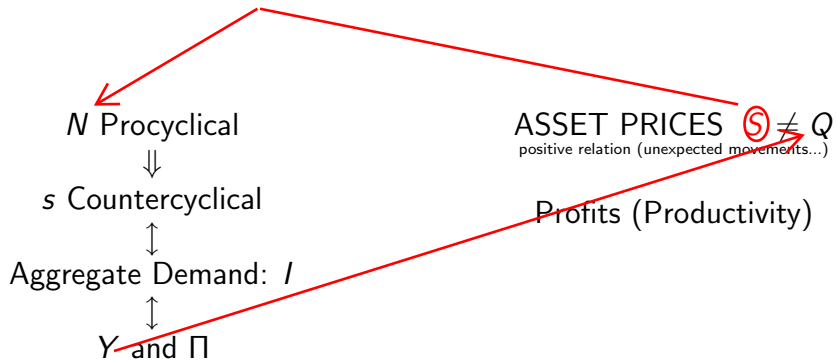 N Procyclical
⇓
s Countercyclical
↕
Aggregate Demand: I
↕
Y and Π
ASSET PRICES S ≠ Q
positive relation (unexpected movements...)
Profits (Productivity)